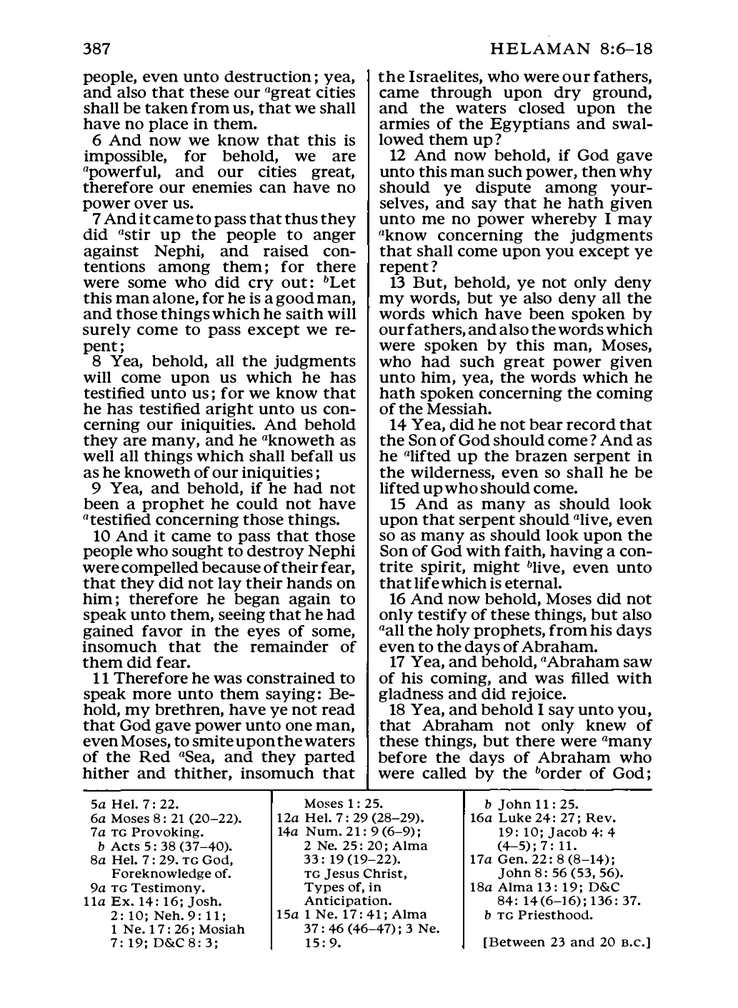 387
HELAMAN 8:6–18
people, even unto destruction; yea,
and also that these our ᵃgreat cities
shall be taken from us, that we shall
have no place in them.
6 And now we know that this is
impossible, for behold, we are
ᵃpowerful, and our cities great,
therefore our enemies can have no
power over us.
7 And it came to pass that thus they
did ᵃstir up the people to anger
against Nephi, and raised con-
tentions among them; for there
were some who did cry out: ᵇLet
this man alone, for he is a good man,
and those things which he saith will
surely come to pass except we re-
pent;
8 Yea, behold, all the judgments
will come upon us which he has
testified unto us; for we know that
he has testified aright unto us con-
cerning our iniquities. And behold
they are many, and he ᵃknoweth as
well all things which shall befall us
as he knoweth of our iniquities;
9 Yea, and behold, if he had not
been a prophet he could not have
ᵃtestified concerning those things.
10 And it came to pass that those
people who sought to destroy Nephi
were compelled because of their fear,
that they did not lay their hands on
him; therefore he began again to
speak unto them, seeing that he had
gained favor in the eyes of some,
insomuch that the remainder of
them did fear.
11 Therefore he was constrained to
speak more unto them saying: Be-
hold, my brethren, have ye not read
that God gave power unto one man,
even Moses, to smite upon the waters
of the Red ᵃSea, and they parted
hither and thither, insomuch that
the Israelites, who were our fathers,
came through upon dry ground,
and the waters closed upon the
armies of the Egyptians and swal-
lowed them up?
12 And now behold, if God gave
unto this man such power, then why
should ye dispute among your-
selves, and say that he hath given
unto me no power whereby I may
ᵃknow concerning the judgments
that shall come upon you except ye
repent?
13 But, behold, ye not only deny
my words, but ye also deny all the
words which have been spoken by
our fathers, and also the words which
were spoken by this man, Moses,
who had such great power given
unto him, yea, the words which he
hath spoken concerning the coming
of the Messiah.
14 Yea, did he not bear record that
the Son of God should come? And as
he ᵃlifted up the brazen serpent in
the wilderness, even so shall he be
lifted up who should come.
15 And as many as should look
upon that serpent should ᵃlive, even
so as many as should look upon the
Son of God with faith, having a con-
trite spirit, might ᵇlive, even unto
that life which is eternal.
16 And now behold, Moses did not
only testify of these things, but also
ᵃall the holy prophets, from his days
even to the days of Abraham.
17 Yea, and behold, ᵃAbraham saw
of his coming, and was filled with
gladness and did rejoice.
18 Yea, and behold I say unto you,
that Abraham not only knew of
these things, but there were ᵃmany
before the days of Abraham who
were called by the ᵇorder of God;
5a Hel. 7: 22.
6a Moses 8: 21 (20–22).
7a TG Provoking.
b Acts 5: 38 (37–40).
8a Hel. 7: 29. TG God,
Foreknowledge of.
9a TG Testimony.
11a Ex. 14: 16; Josh.
2: 10; Neh. 9: 11;
1 Ne. 17: 26; Mosiah
7: 19; D&C 8: 3;
Moses 1: 25.
12a Hel. 7: 29 (28–29).
14a Num. 21: 9 (6–9);
2 Ne. 25: 20; Alma
33: 19 (19–22).
TG Jesus Christ,
Types of, in
Anticipation.
15a 1 Ne. 17: 41; Alma
37: 46 (46–47); 3 Ne.
15: 9.
b John 11: 25.
16a Luke 24: 27; Rev.
19: 10; Jacob 4: 4
(4–5); 7: 11.
17a Gen. 22: 8 (8–14);
John 8: 56 (53, 56).
18a Alma 13: 19; D&C
84: 14 (6–16); 136: 37.
b TG Priesthood.
[Between 23 and 20 B.C.]